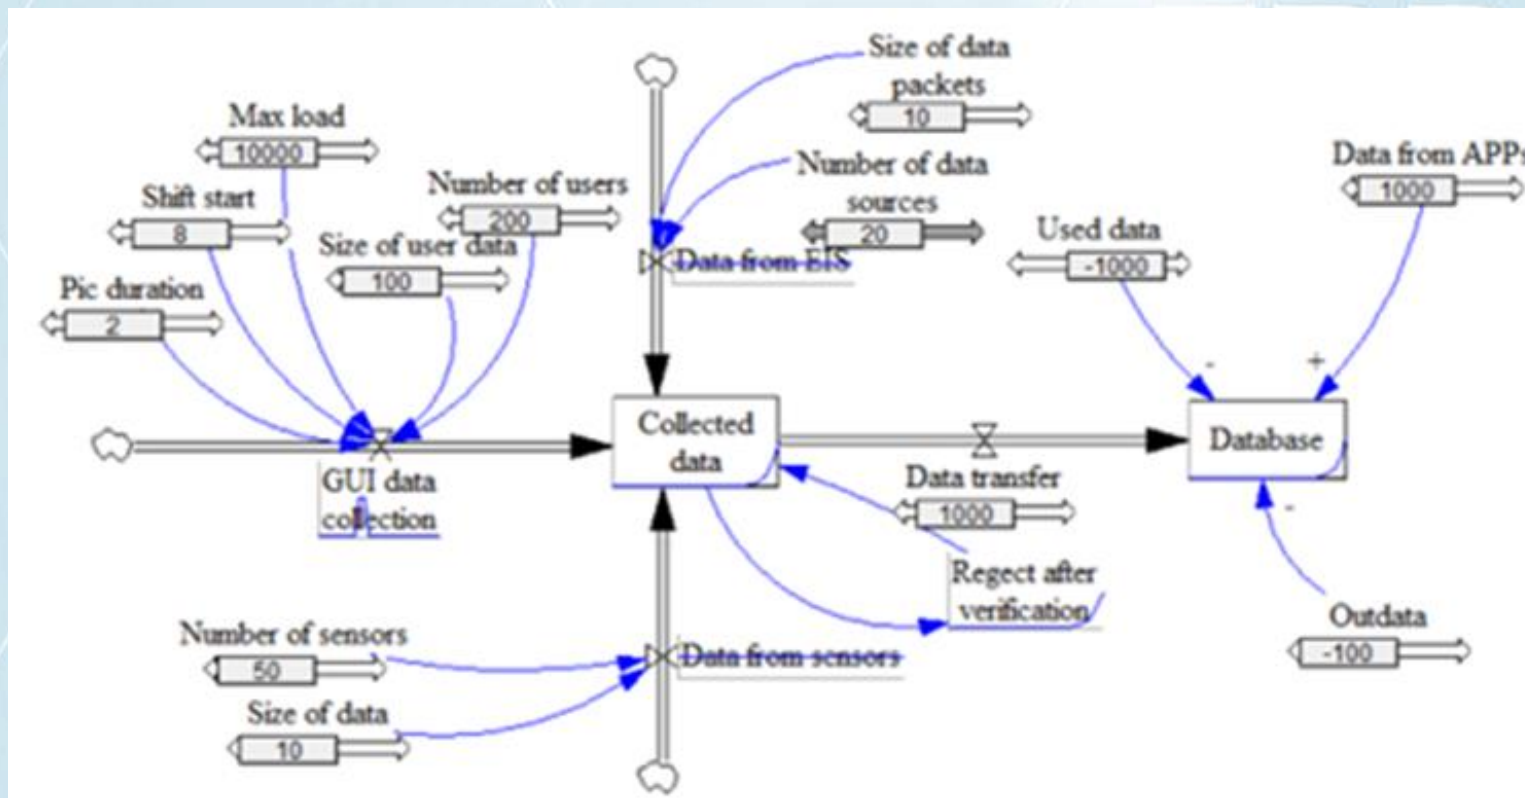 Size of data
packets
10
Max load
10000
Number of data
sources
20
Data from APPs
1000
Shift start
8
Number of users
200
Size of user data
100
Used data
-1000
Data from EIS
Pic duration
2
-
+
Collected
data
Database
GUI data
collection
Data transfer
1000
-
Regect after
verification
Outdata
-100
Number of sensors
50
Data from sensors
Size of data
10